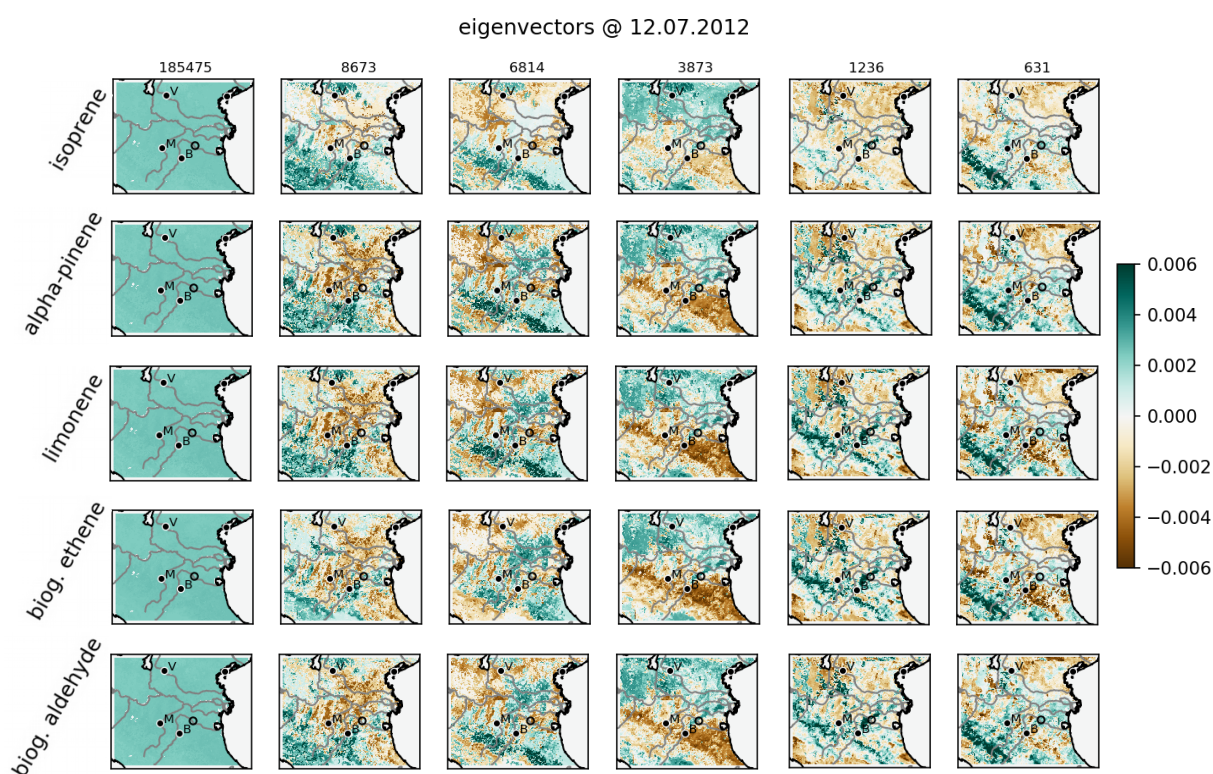 eigenvectors @ 12.07.2012
185475 8673 6814 3873 1236 631
isoprene
V V V V V V
M M M M M M
B B B B B B
alpha-pinene
V V V V V V
M M M M M M
B B B B B B
limonene
V V V V V V
M M M M M M
B B B B B B
biog. ethene
V V V V V V
M M M M M M
B B B B B B
biog. aldehyde
V V V V V V
M M M M M M
B B B B B B
0.006
0.004
0.002
0.000
−0.002
−0.004
−0.006